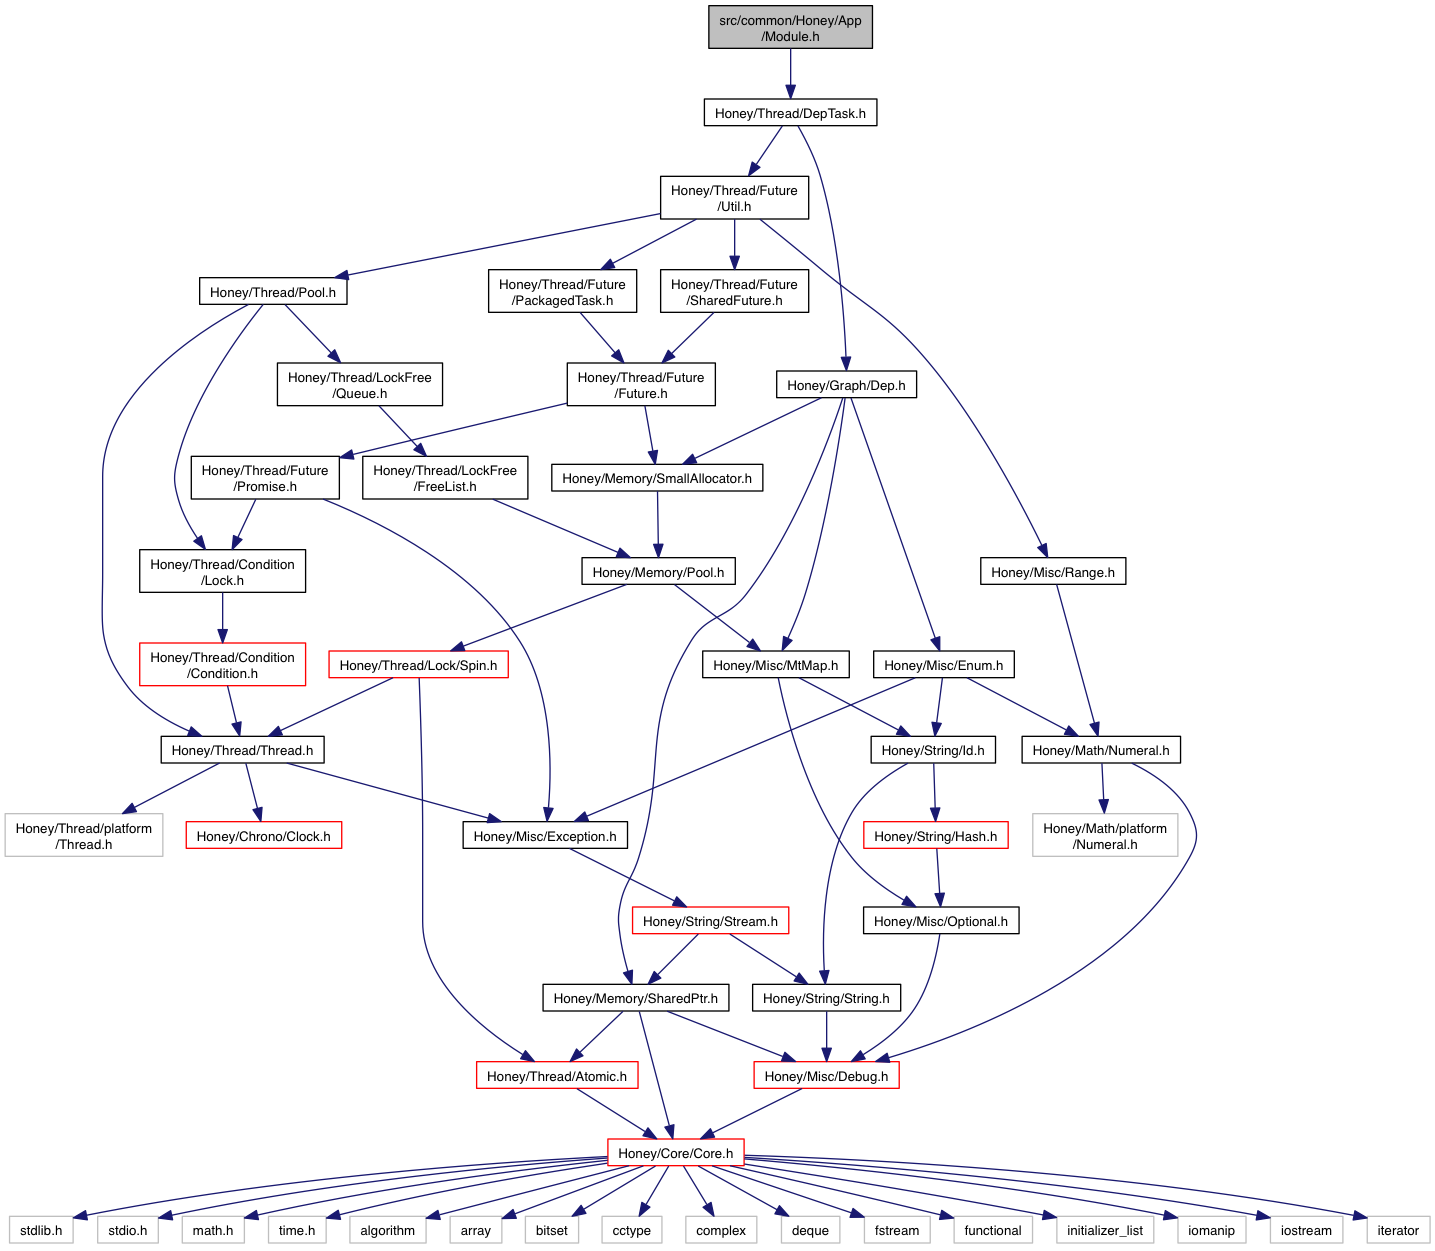 src/common/Honey/App
/Module.h
Honey/Thread/DepTask.h
Honey/Thread/Future
/Util.h
Honey/Thread/Pool.h
Honey/Thread/Future
/PackagedTask.h
Honey/Thread/Future
/SharedFuture.h
Honey/Thread/LockFree
/Queue.h
Honey/Thread/Future
/Future.h
Honey/Graph/Dep.h
Honey/Thread/Future
/Promise.h
Honey/Thread/LockFree
/FreeList.h
Honey/Memory/SmallAllocator.h
Honey/Thread/Condition
/Lock.h
Honey/Memory/Pool.h
Honey/Misc/Range.h
Honey/Thread/Condition
/Condition.h
Honey/Thread/Lock/Spin.h
Honey/Misc/MtMap.h
Honey/Misc/Enum.h
Honey/Thread/Thread.h
Honey/String/Id.h
Honey/Math/Numeral.h
Honey/Thread/platform
/Thread.h
Honey/Chrono/Clock.h
Honey/Misc/Exception.h
Honey/String/Hash.h
Honey/Math/platform
/Numeral.h
Honey/String/Stream.h
Honey/Misc/Optional.h
Honey/Memory/SharedPtr.h
Honey/String/String.h
Honey/Thread/Atomic.h
Honey/Misc/Debug.h
Honey/Core/Core.h
stdlib.h
stdio.h
math.h
time.h
algorithm
array
bitset
cctype
complex
deque
fstream
functional
initializer_list
iomanip
iostream
iterator